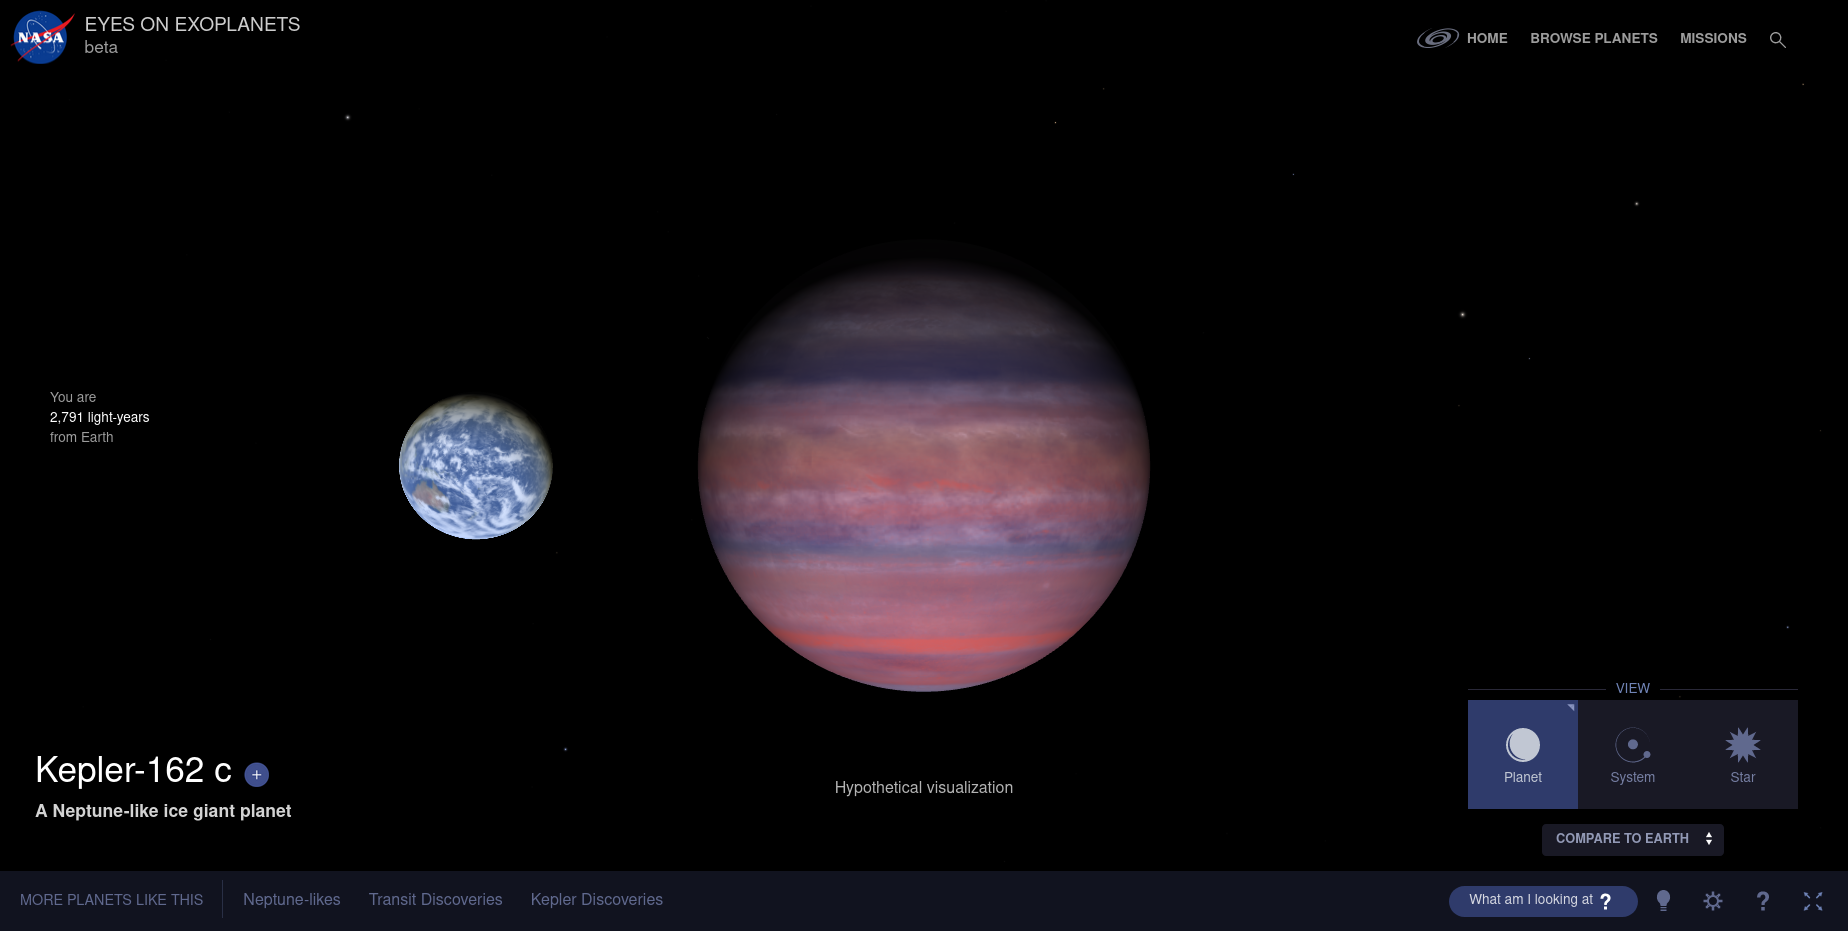 NASA
EYES ON EXOPLANETS
beta
HOME BROWSE PLANETS MISSIONS
You are
2,791 light-years
from Earth
Kepler-162 c +
A Neptune-like ice giant planet
Hypothetical visualization
VIEW
Planet System Star
COMPARE TO EARTH
MORE PLANETS LIKE THIS Neptune-likes Transit Discoveries Kepler Discoveries
What am I looking at ? ?